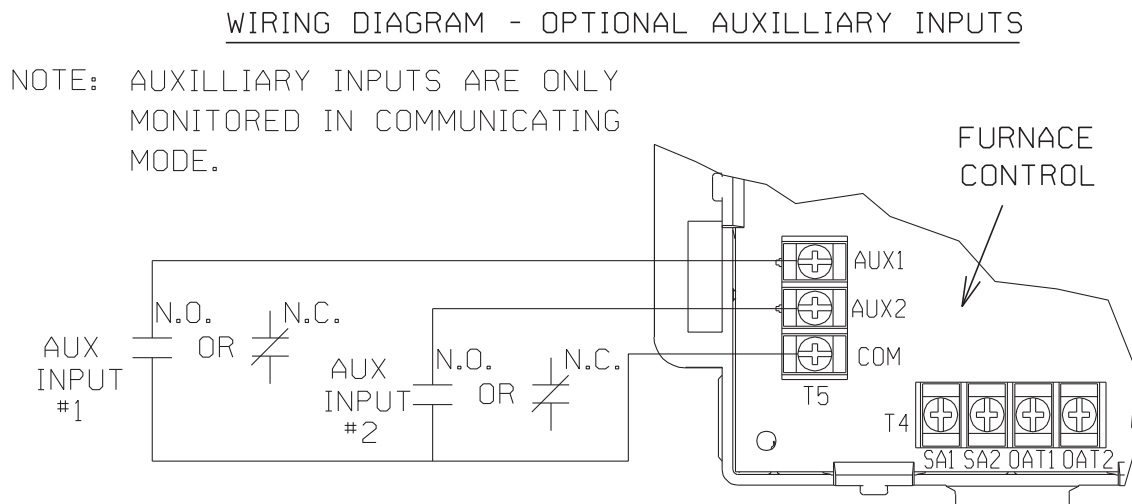 WIRING DIAGRAM - OPTIONAL AUXILLIARY INPUTS
NOTE: AUXILLIARY INPUTS ARE ONLY
MONITORED IN COMMUNICATING
MODE.
FURNACE
CONTROL
AUX1
AUX2
COM
T5
N.O.
OR
N.C.
AUX
INPUT
#1
N.O.
OR
N.C.
AUX
INPUT
#2
T4
SA1 SA2 OAT1 OAT2